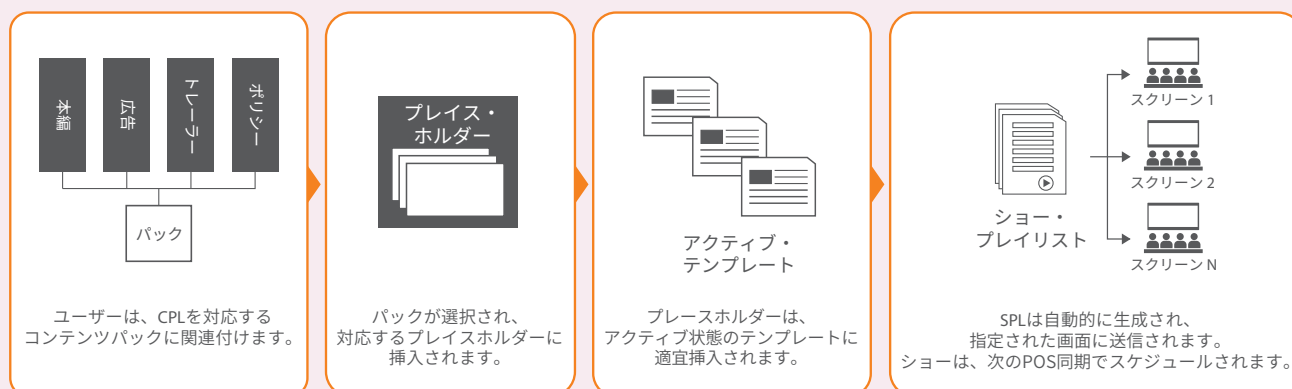 本編
広告
トレーラー
ポリシー
パック
ユーザーは、CPLを対応する
コンテンツパックに関連付けます。
プレイス・
ホルダー
パックが選択され、
対応するプレイスホルダーに
挿入されます。
アクティブ・
テンプレート
プレースホルダーは、
アクティブ状態のテンプレートに
適宜挿入されます。
ショー・
プレイリスト
スクリーン 1
スクリーン 2
スクリーン N
SPLは自動的に生成され、
指定された画面に送信されます。
ショーは、次のPOS同期でスケジュールされます。